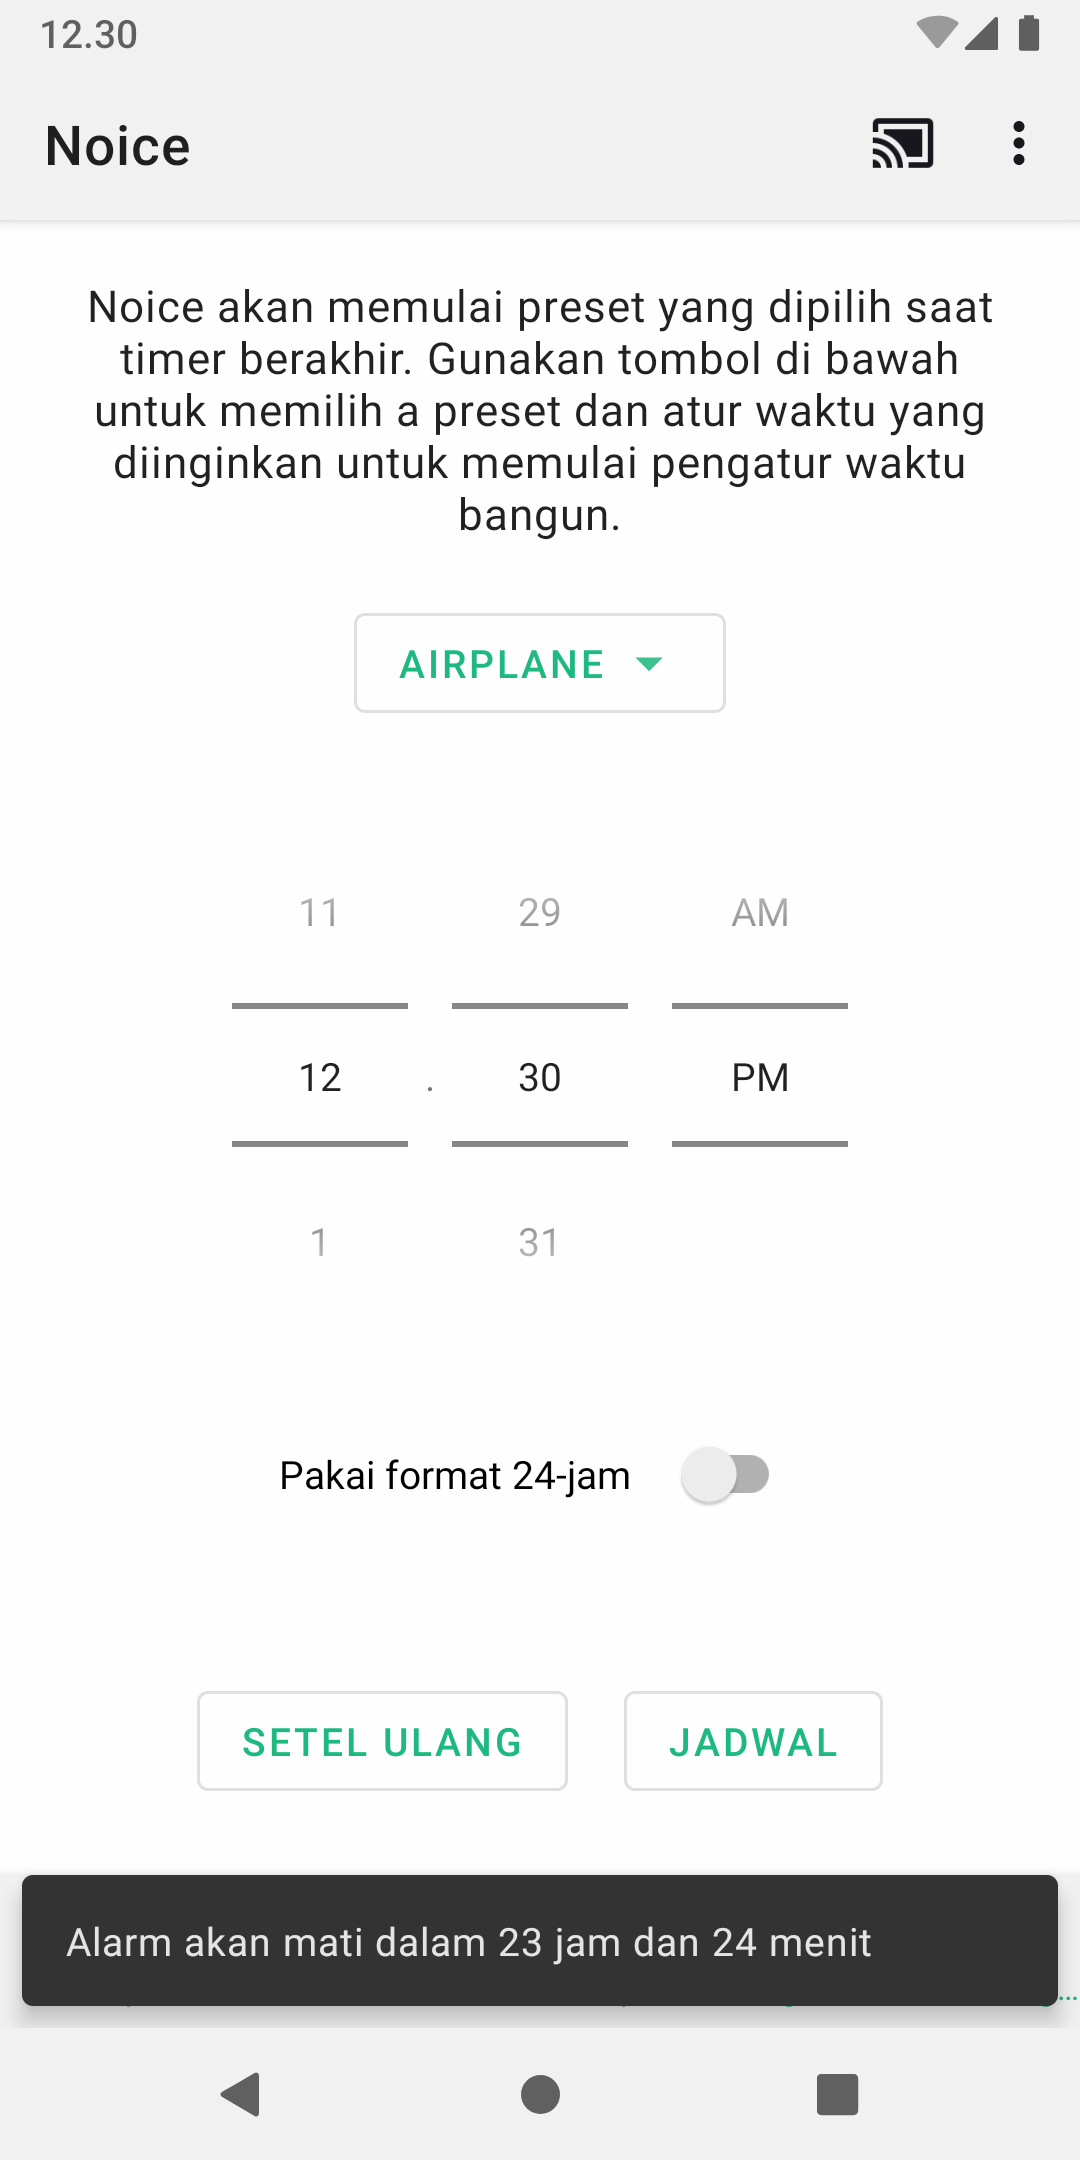 12.30
Noice
Noice akan memulai preset yang dipilih saat
timer berakhir. Gunakan tombol di bawah
untuk memilih a preset dan atur waktu yang
diinginkan untuk memulai pengatur waktu
bangun.
AIRPLANE
11 29 AM
12 . 30 PM
1 31
Pakai format 24-jam
SETEL ULANG JADWAL
Alarm akan mati dalam 23 jam dan 24 menit